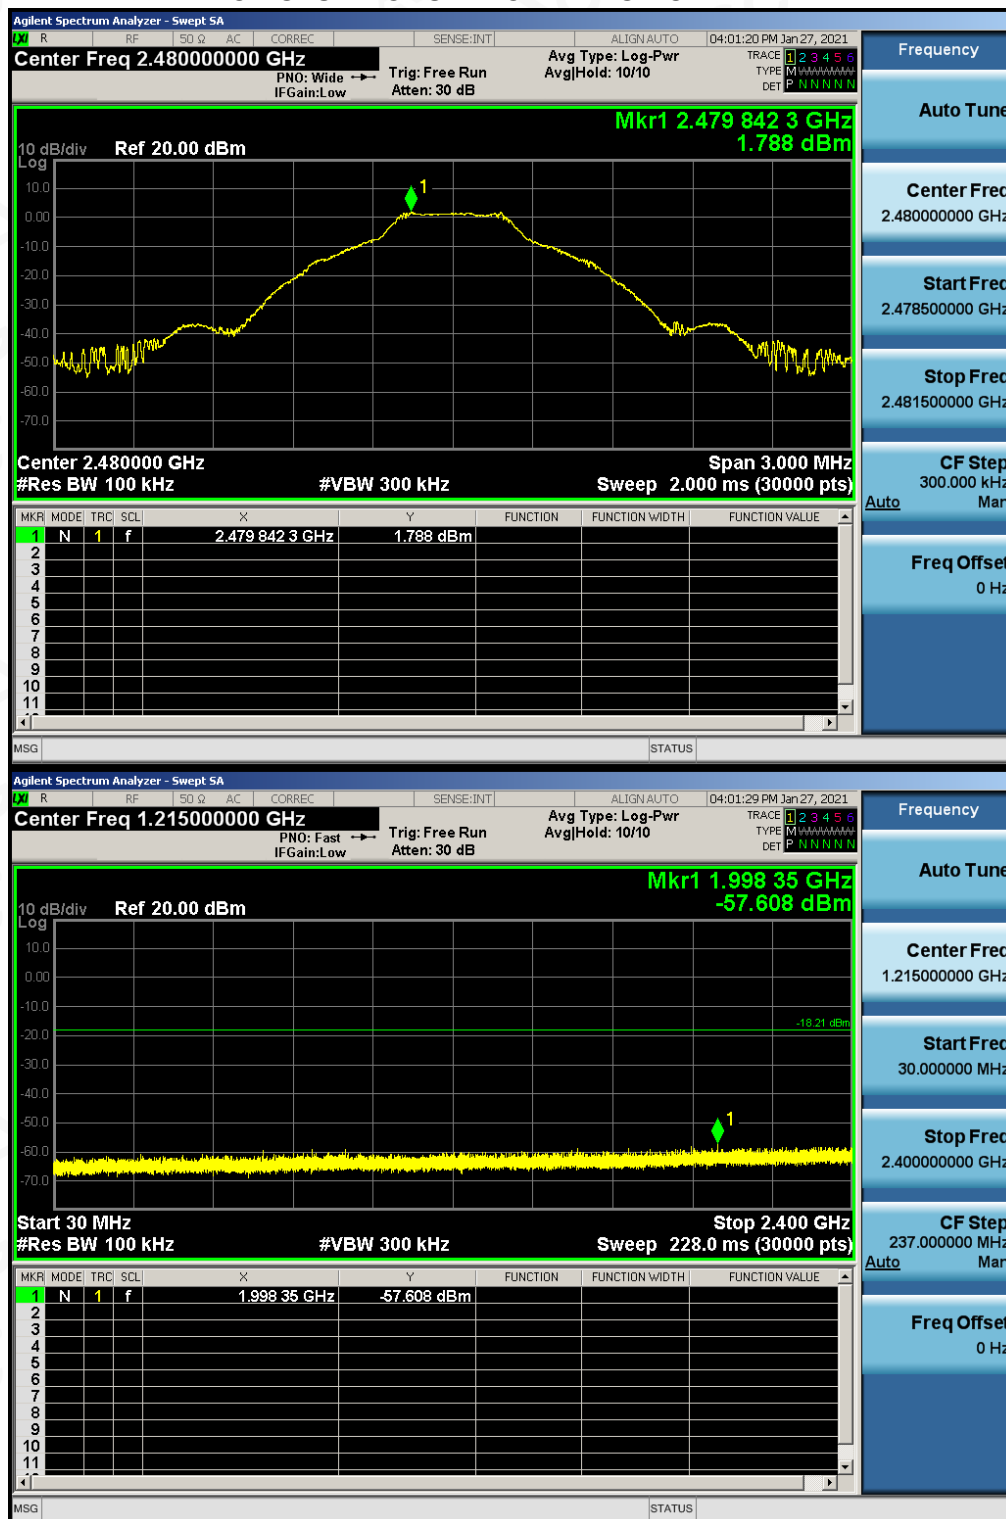 Agilent Spectrum Analyzer - Swept SA
LXI R RF 50 Ω AC CORREC SENSE:INT ALIGN AUTO 04:01:20 PM Jan 27, 2021
Center Freq 2.480000000 GHz
PNO: Wide
IFGain:Low
Trig: Free Run
Atten: 30 dB
Avg Type: Log-Pwr
Avg|Hold: 10/10
TRACE 1 2 3 4 5 6
TYPE M
DET P N N N N N
Mkr1 2.479 842 3 GHz
1.788 dBm
10 dB/div Ref 20.00 dBm
Log
10.0
0.00
-10.0
-20.0
-30.0
-40.0
-50.0
-60.0
-70.0
1
Center 2.480000 GHz Span 3.000 MHz
#Res BW 100 kHz #VBW 300 kHz Sweep 2.000 ms (30000 pts)
MKR MODE TRC SCL X Y FUNCTION FUNCTION WIDTH FUNCTION VALUE
1 N 1 f 2.479 842 3 GHz 1.788 dBm
2
3
4
5
6
7
8
9
10
11
MSG STATUS
Frequency
Auto Tune
Center Freq
2.480000000 GHz
Start Freq
2.478500000 GHz
Stop Freq
2.481500000 GHz
CF Step
300.000 kHz
Auto Man
Freq Offset
0 Hz
Agilent Spectrum Analyzer - Swept SA
LXI R RF 50 Ω AC CORREC SENSE:INT ALIGN AUTO 04:01:29 PM Jan 27, 2021
Center Freq 1.215000000 GHz
PNO: Fast
IFGain:Low
Trig: Free Run
Atten: 30 dB
Avg Type: Log-Pwr
Avg|Hold: 10/10
TRACE 1 2 3 4 5 6
TYPE M
DET P N N N N N
Mkr1 1.998 35 GHz
-57.608 dBm
10 dB/div Ref 20.00 dBm
Log
10.0
0.00
-10.0
-20.0
-30.0
-40.0
-50.0
-60.0
-70.0
-18.21 dBm
1
Start 30 MHz Stop 2.400 GHz
#Res BW 100 kHz #VBW 300 kHz Sweep 228.0 ms (30000 pts)
MKR MODE TRC SCL X Y FUNCTION FUNCTION WIDTH FUNCTION VALUE
1 N 1 f 1.998 35 GHz -57.608 dBm
2
3
4
5
6
7
8
9
10
11
MSG STATUS
Frequency
Auto Tune
Center Freq
1.215000000 GHz
Start Freq
30.000000 MHz
Stop Freq
2.400000000 GHz
CF Step
237.000000 MHz
Auto Man
Freq Offset
0 Hz